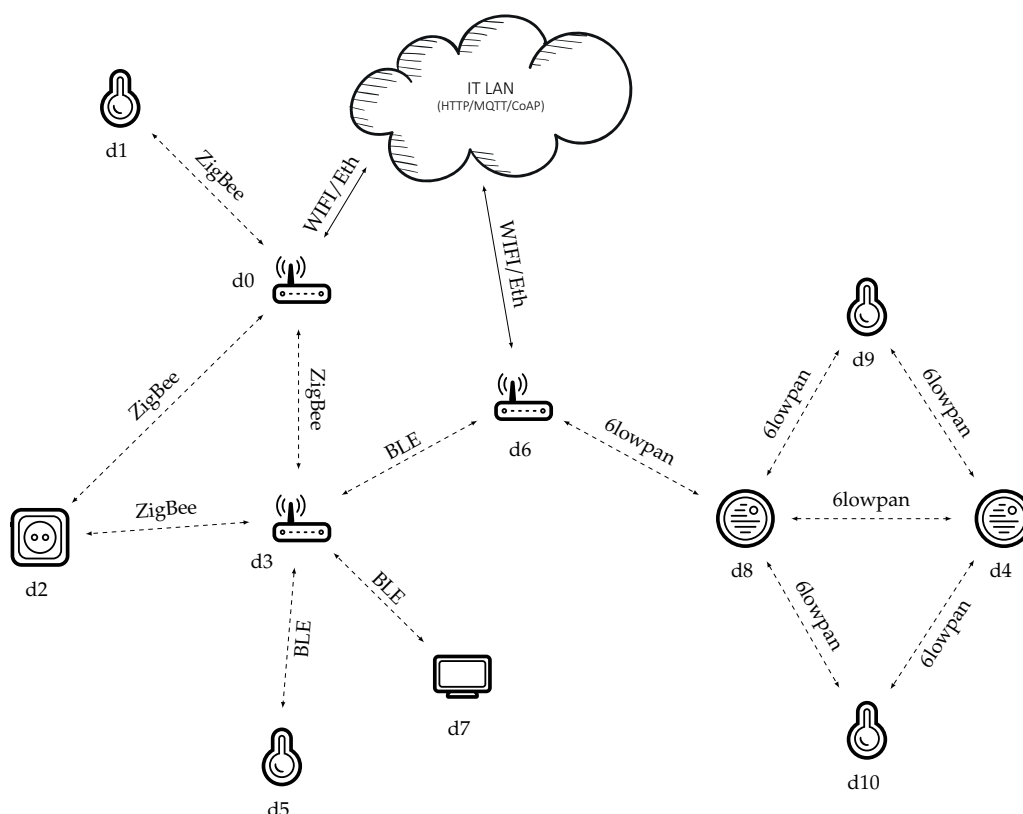 IT LAN
(HTTP/MQTT/CoAP)
d1
ZigBee
WIFI/Eth
WIFI/Eth
d0
ZigBee
ZigBee
d9
6lowpan
6lowpan
BLE
d6
6lowpan
ZigBee
6lowpan
d2
d3
d8
d4
BLE
BLE
6lowpan
6lowpan
d7
d5
d10